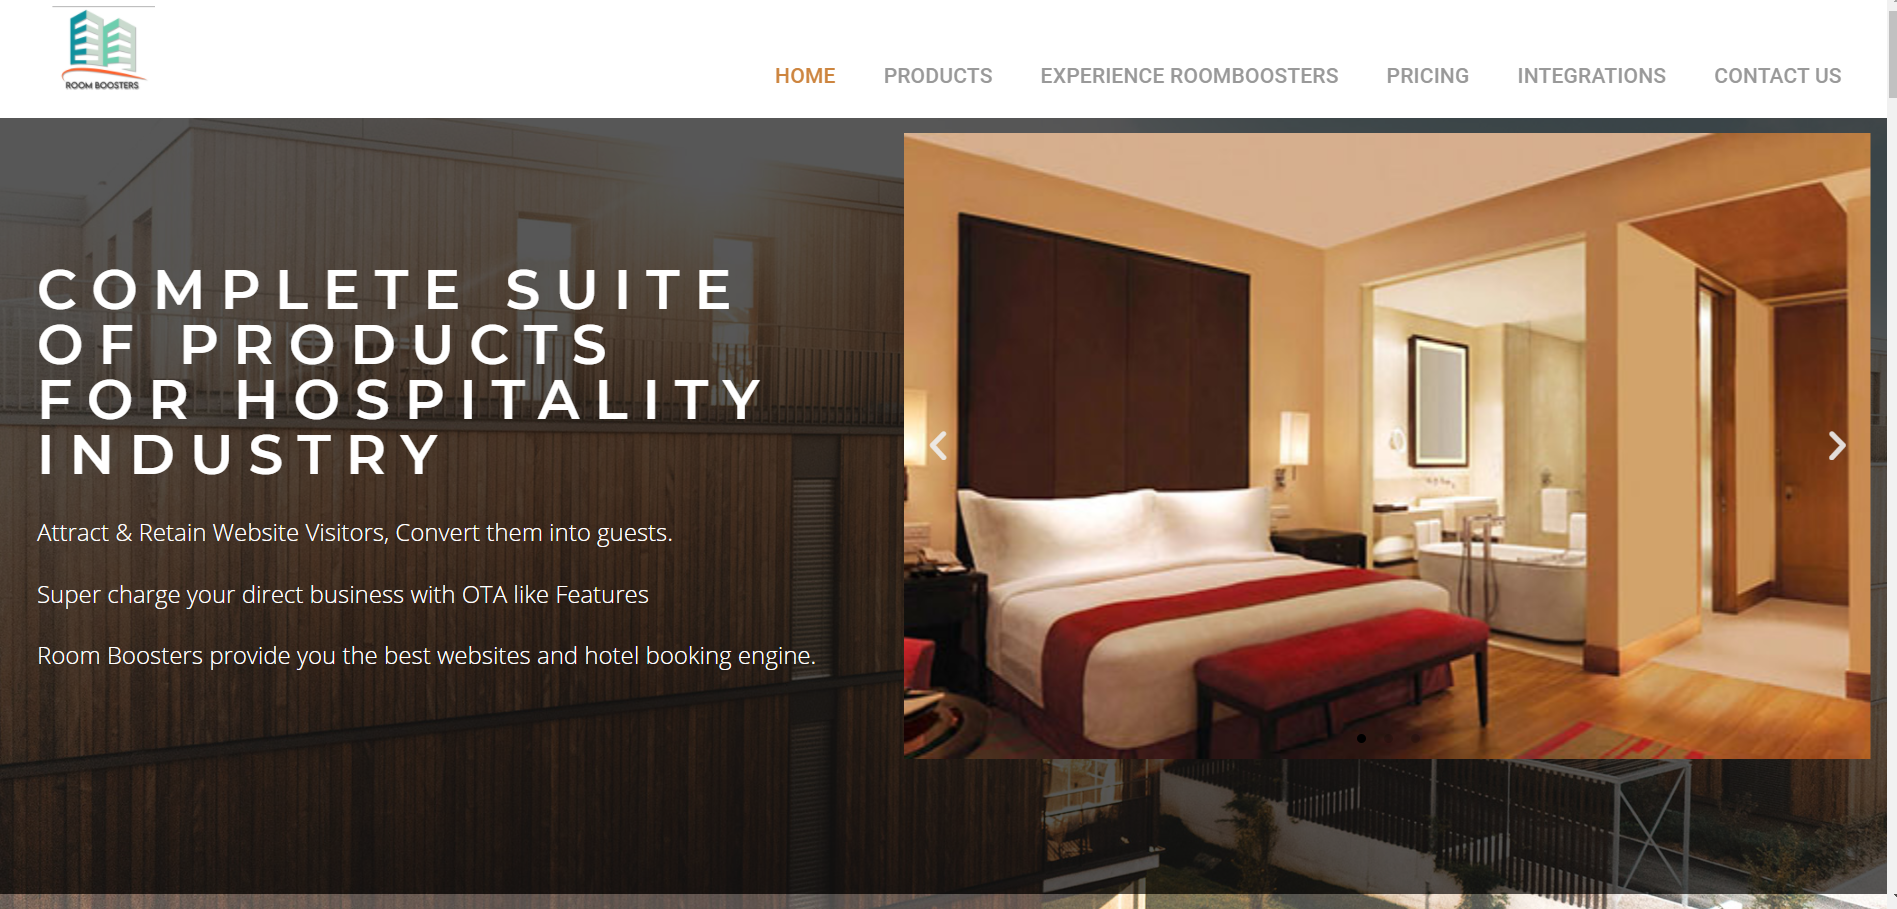 ROOM BOOSTERS
HOME PRODUCTS EXPERIENCE ROOMBOOSTERS PRICING INTEGRATIONS CONTACT US
COMPLETE SUITE
OF PRODUCTS
FOR HOSPITALITY
INDUSTRY
Attract & Retain Website Visitors, Convert them into guests.
Super charge your direct business with OTA like Features
Room Boosters provide you the best websites and hotel booking engine.